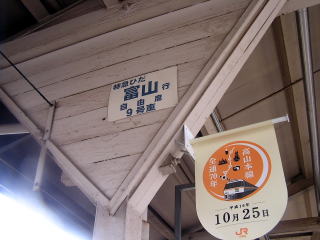 特急ひだ
富山行
自由席
9号車
高山本線
全通70年
平成16年
10月25日
JR